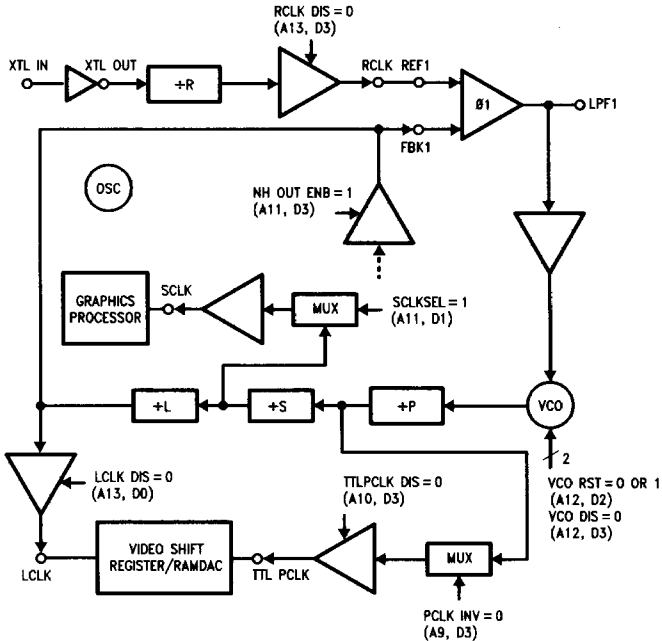 RCLK DIS = 0
(A13, D3)
XTL IN
XTL OUT
÷R
RCLK REF1
Ø1
LPF1
FBK1
OSC
NH OUT ENB = 1
(A11, D3)
GRAPHICS
PROCESSOR
SCLK
MUX
SCLKSEL = 1
(A11, D1)
÷L
÷S
÷P
VCO
2
LCLK DIS = 0
(A13, D0)
TTLPCLK DIS = 0
(A10, D3)
VCO RST = 0 OR 1
(A12, D2)
VCO DIS = 0
(A12, D3)
LCLK
VIDEO SHIFT
REGISTER/RAMDAC
TTL PCLK
MUX
PCLK INV = 0
(A9, D3)